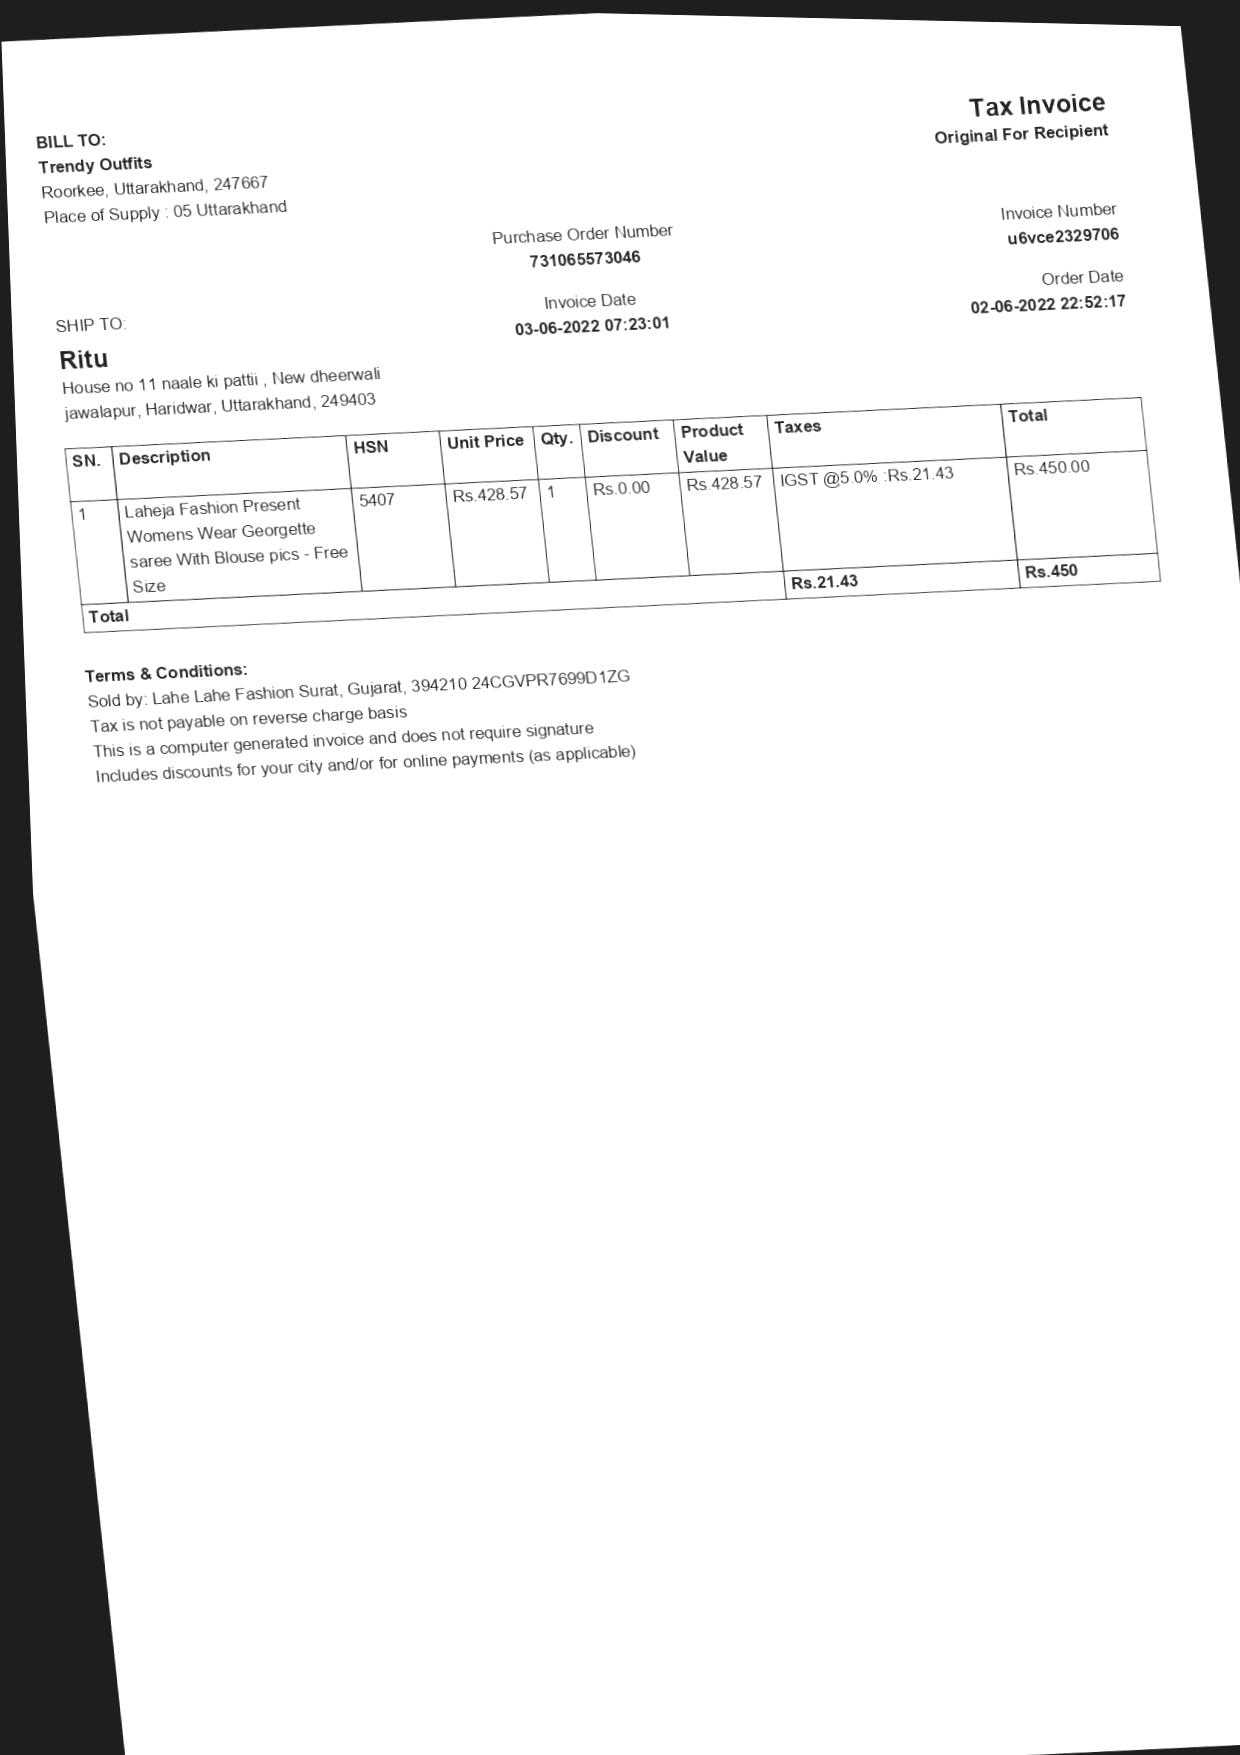 Tax Invoice
Original For Recipient
BILL TO:
Trendy Outfits
Roorkee, Uttarakhand, 247667
Place of Supply : 05 Uttarakhand
Purchase Order Number
731065573046
Invoice Number
u6vce2329706
Invoice Date
03-06-2022 07:23:01
Order Date
02-06-2022 22:52:17
SHIP TO:
Ritu
House no 11 naale ki pattii , New dheerwali
jawalapur, Haridwar, Uttarakhand, 249403
SN. Description HSN Unit Price Qty. Discount Product Value Taxes Total
1 Laheja Fashion Present 5407 Rs.428.57 1 Rs.0.00 Rs.428.57 IGST @5.0% :Rs.21.43 Rs.450.00
Womens Wear Georgette
saree With Blouse pics - Free
Size
Total Rs.21.43 Rs.450
Terms & Conditions:
Sold by: Lahe Lahe Fashion Surat, Gujarat, 394210 24CGVPR7699D1ZG
Tax is not payable on reverse charge basis
This is a computer generated invoice and does not require signature
Includes discounts for your city and/or for online payments (as applicable)